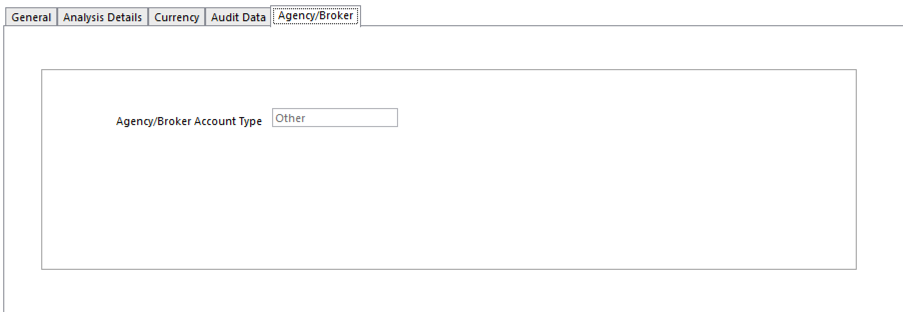 General Analysis Details Currency Audit Data Agency/Broker
Agency/Broker Account Type Other